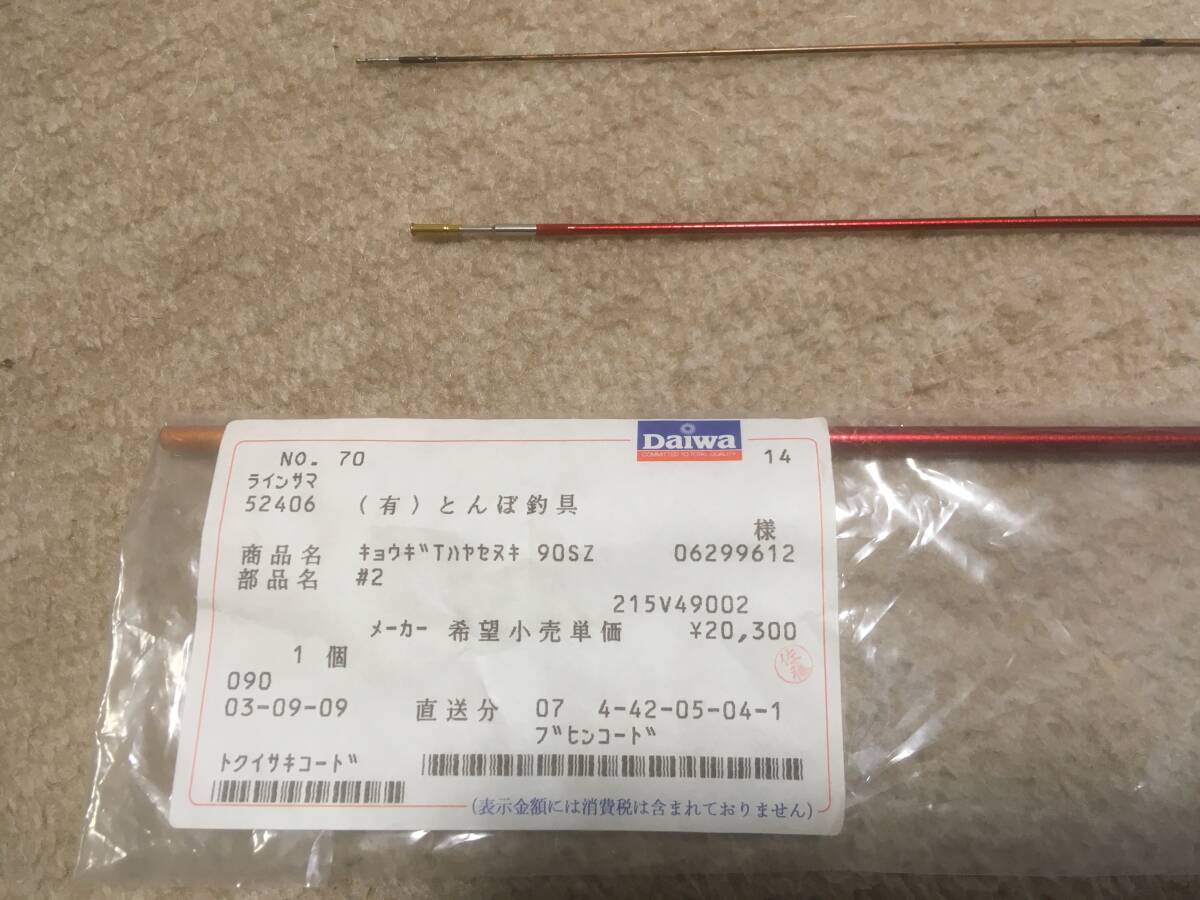 Daiwa
COMMITTED TO TOTAL QUALITY
NO. 70 14
ラインサマ
52406 (有)とんぼ釣具
様
商品名 キョウギTハヤセヌキ 90SZ 06299612
部品名 #2
215V49002
メーカー 希望小売単価 ¥20,300
1 個
090
03-09-09 直送分 07 4-42-05-04-1
ブヒンコード
トクイサキコード
(表示金額には消費税は含まれておりません)